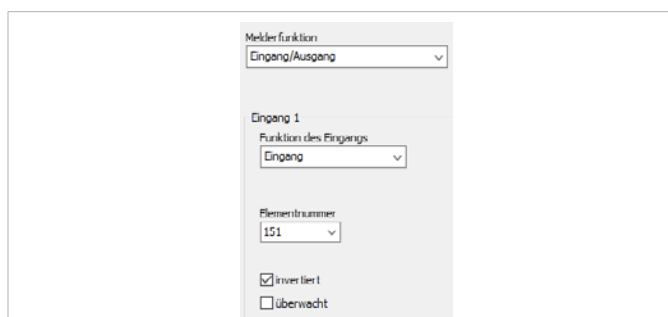 Melderfunktion
Eingang/Ausgang
Eingang 1
Funktion des Eingangs
Eingang
Elementnummer
151
invertiert
überwacht